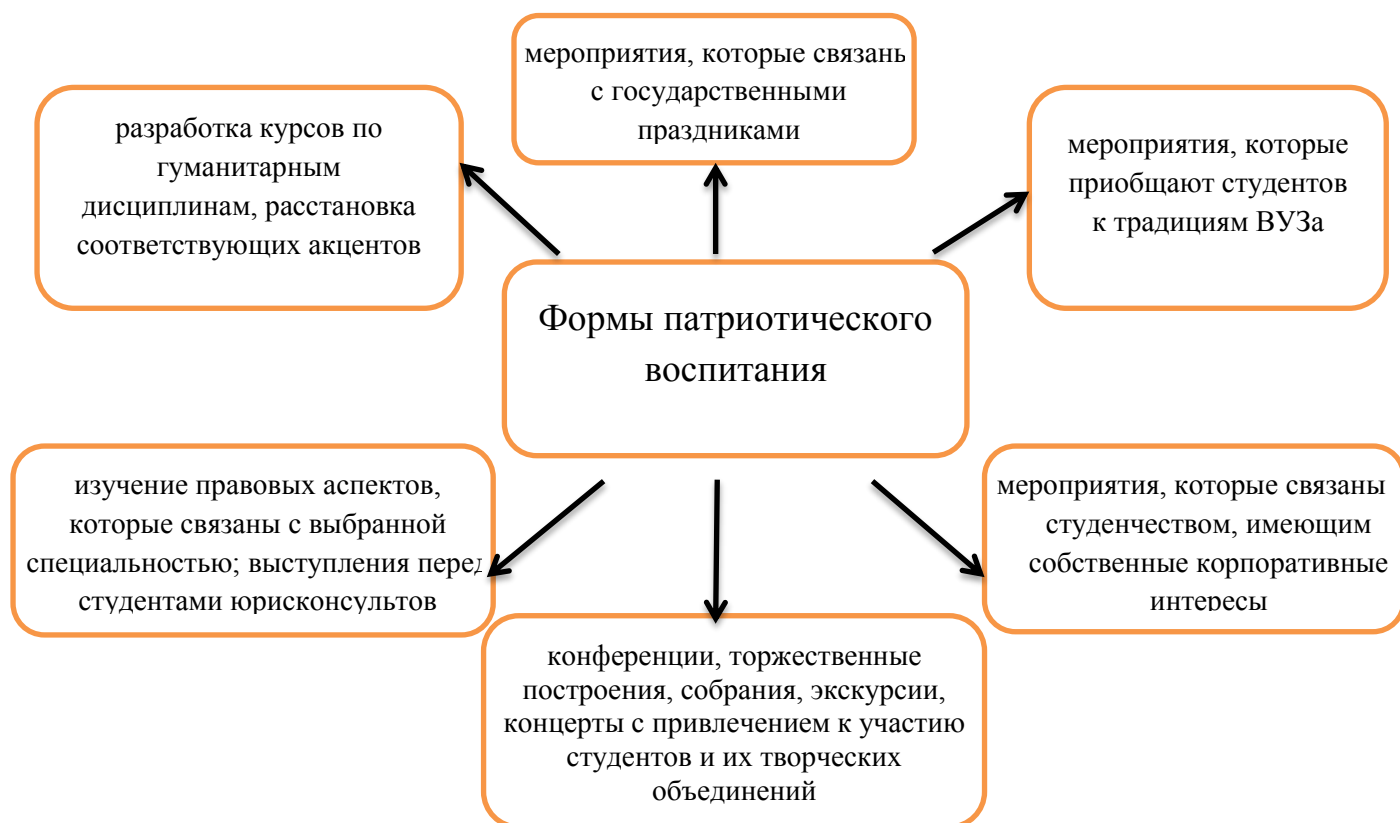 мероприятия, которые связаны
с государственными
праздниками
разработка курсов по
гуманитарным
дисциплинам, расстановка
соответствующих акцентов
мероприятия, которые
приобщают студентов
к традициям ВУЗа
Формы патриотического
воспитания
изучение правовых аспектов,
которые связаны с выбранной
специальностью; выступления перед
студентами юрисконсультов
мероприятия, которые связаны
студенчеством, имеющим
собственные корпоративные
интересы
конференции, торжественные
построения, собрания, экскурсии,
концерты с привлечением к участию
студентов и их творческих
объединений